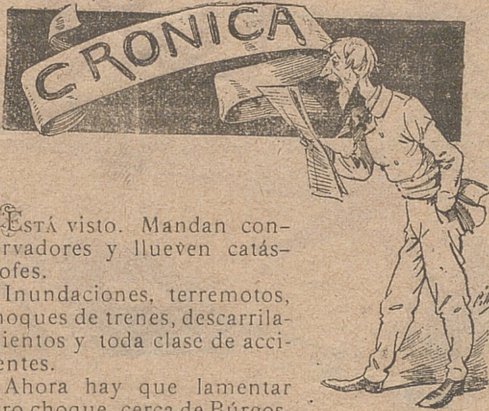 CRONICA
ESTÁ visto. Mandan con-
rvadores y llueven catás-
ofes.
Inundaciones, terremotos,
hoques de trenes, descarrila-
ientos y toda clase de acci-
entes.
Ahora hay que lamentar
ro choque, cerca de Búrgos,